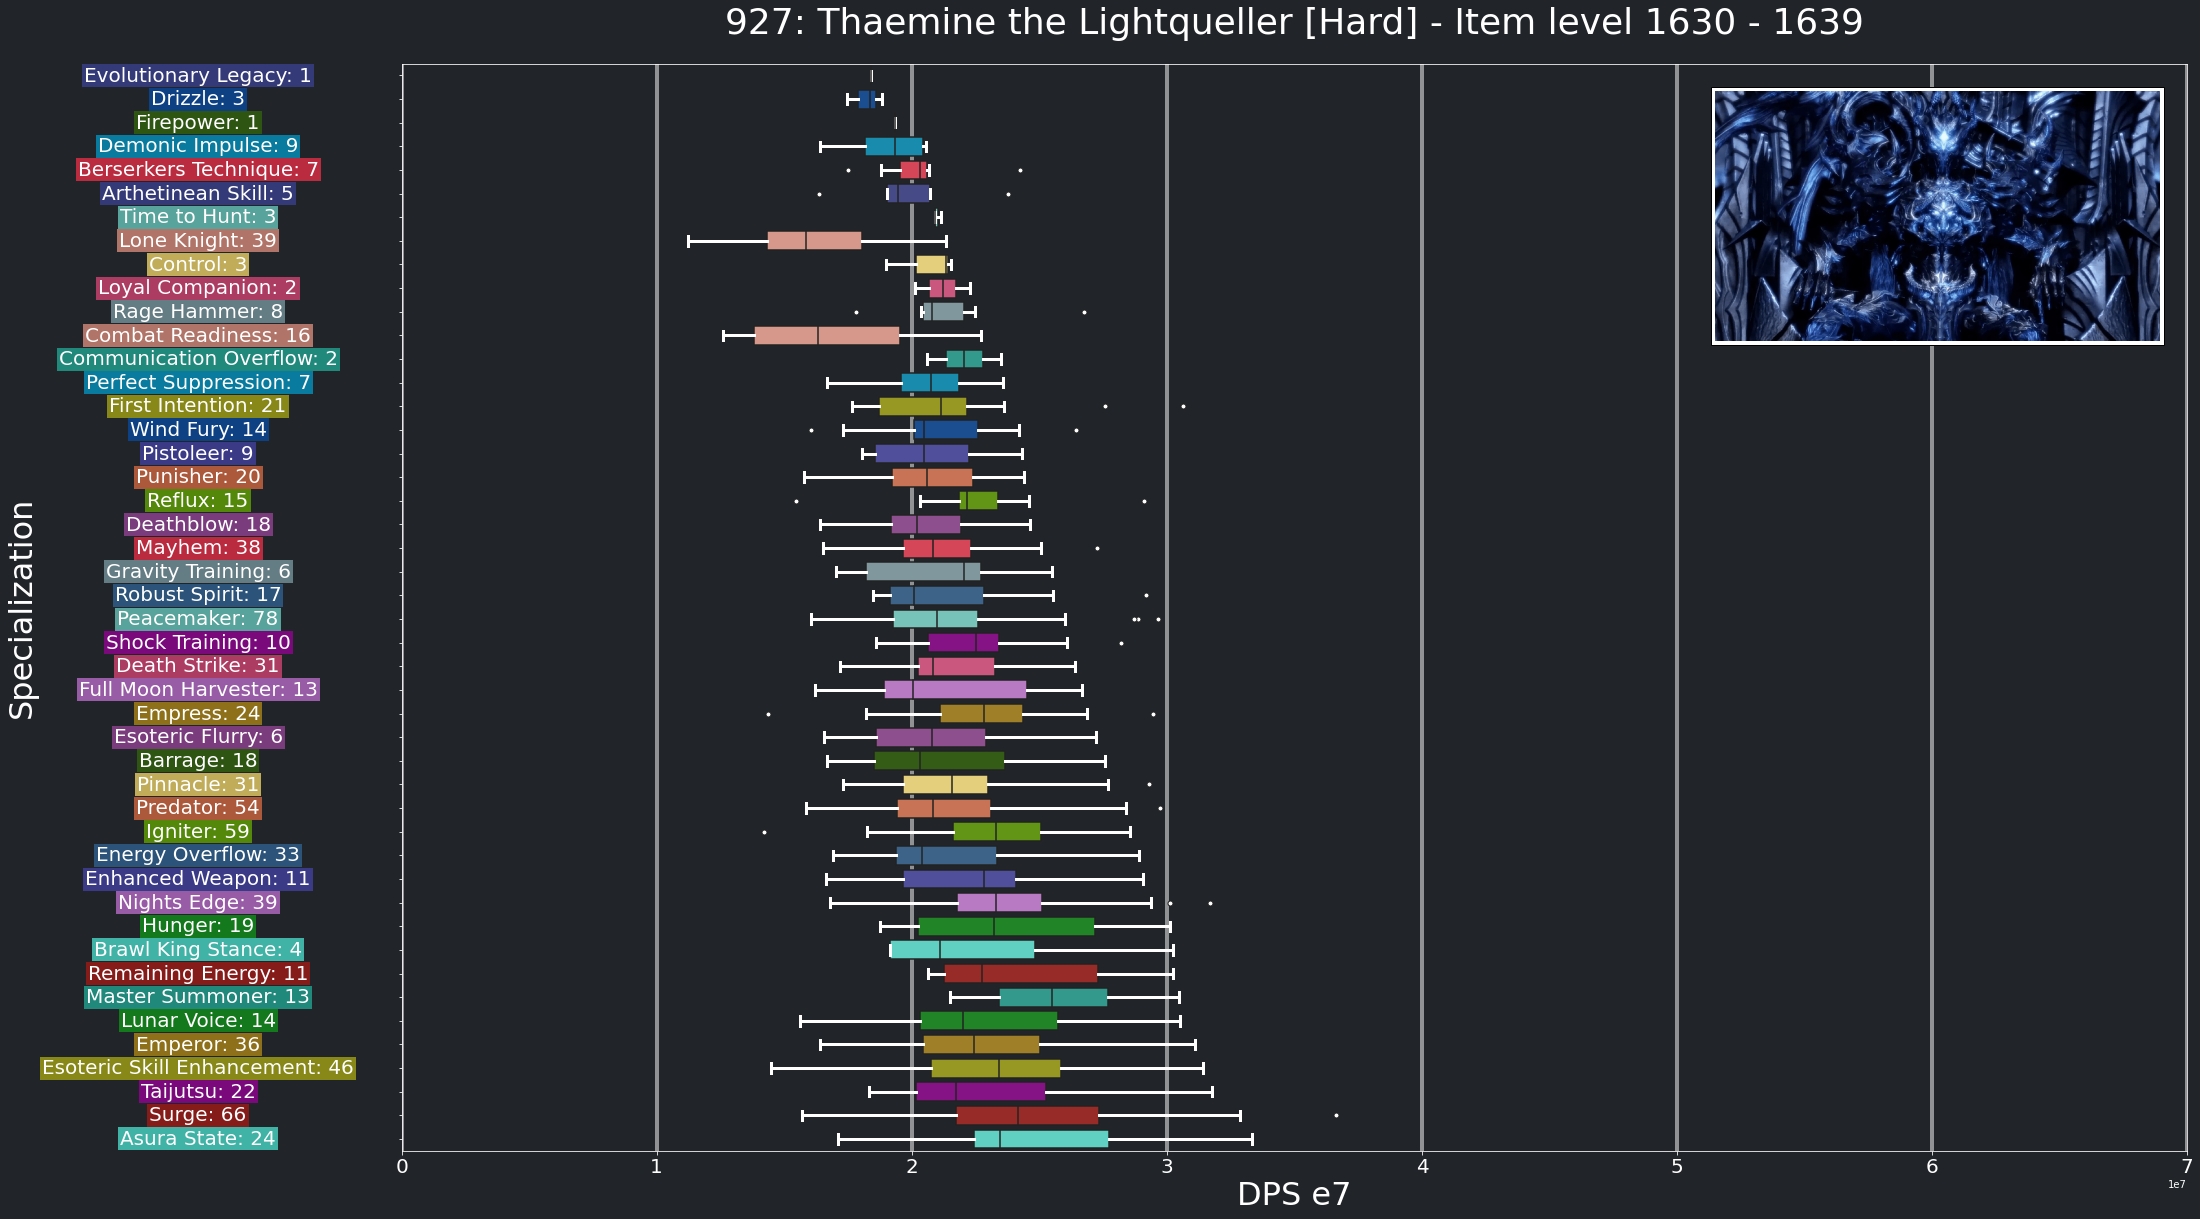 927: Thaemine the Lightqueller [Hard] - Item level 1630 - 1639
Specialization
Evolutionary Legacy: 1
Drizzle: 3
Firepower: 1
Demonic Impulse: 9
Berserkers Technique: 7
Arthetinean Skill: 5
Time to Hunt: 3
Lone Knight: 39
Control: 3
Loyal Companion: 2
Rage Hammer: 8
Combat Readiness: 16
Communication Overflow: 2
Perfect Suppression: 7
First Intention: 21
Wind Fury: 14
Pistoleer: 9
Punisher: 20
Reflux: 15
Deathblow: 18
Mayhem: 38
Gravity Training: 6
Robust Spirit: 17
Peacemaker: 78
Shock Training: 10
Death Strike: 31
Full Moon Harvester: 13
Empress: 24
Esoteric Flurry: 6
Barrage: 18
Pinnacle: 31
Predator: 54
Igniter: 59
Energy Overflow: 33
Enhanced Weapon: 11
Nights Edge: 39
Hunger: 19
Brawl King Stance: 4
Remaining Energy: 11
Master Summoner: 13
Lunar Voice: 14
Emperor: 36
Esoteric Skill Enhancement: 46
Taijutsu: 22
Surge: 66
Asura State: 24
0 1 2 3 4 5 6 7
1e7
DPS e7